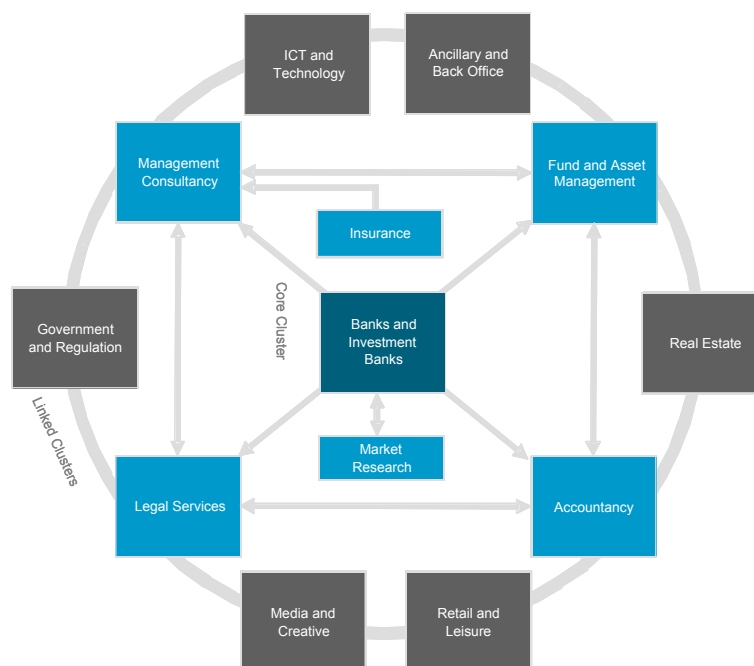 ICT and
Technology
Ancillary and
Back Office
Management
Consultancy
Fund and Asset
Management
Insurance
Core Cluster
Government
and Regulation
Banks and
Investment
Banks
Real Estate
Linked Clusters
Market
Research
Legal Services
Accountancy
Media and
Creative
Retail and
Leisure